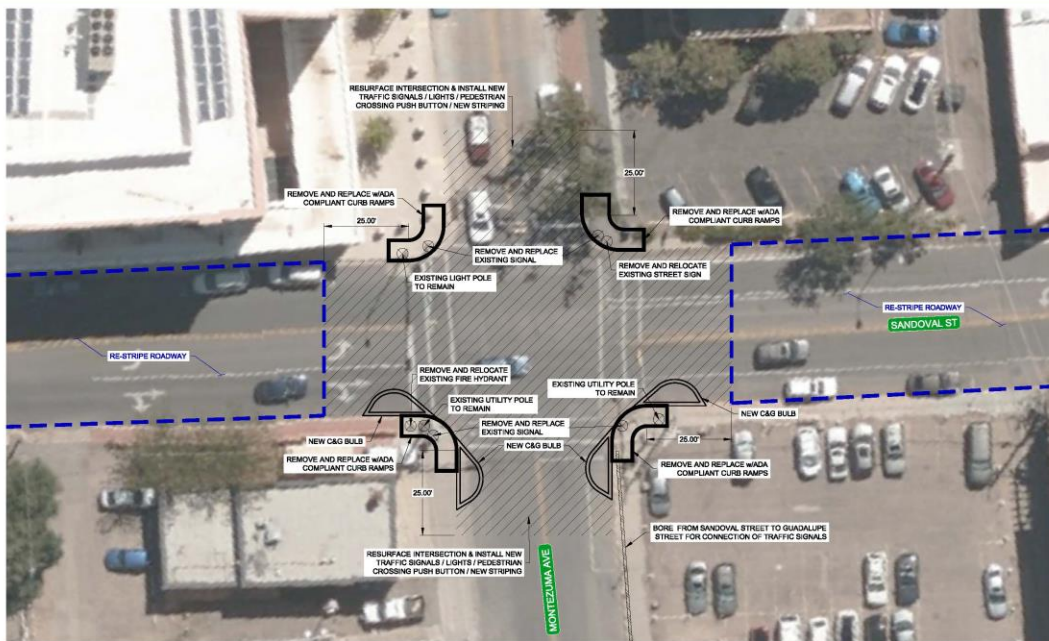 RESURFACE INTERSECTION & INSTALL NEW
TRAFFIC SIGNALS / LIGHTS / PEDESTRIAN
CROSSING PUSH BUTTON / NEW STRIPING
25.00'
REMOVE AND REPLACE w/ADA
COMPLIANT CURB RAMPS
25.00'
REMOVE AND REPLACE w/ADA
COMPLIANT CURB RAMPS
REMOVE AND REPLACE
EXISTING SIGNAL
REMOVE AND RELOCATE
EXISTING STREET SIGN
EXISTING LIGHT POLE
TO REMAIN
RE-STRIPE ROADWAY
SANDOVAL ST
RE-STRIPE ROADWAY
REMOVE AND RELOCATE
EXISTING FIRE HYDRANT
EXISTING UTILITY POLE
TO REMAIN
EXISTING UTILITY POLE
TO REMAIN
NEW C&G BULB
REMOVE AND REPLACE
EXISTING SIGNAL
NEW C&G BULB
NEW C&G BULB
25.00'
REMOVE AND REPLACE w/ADA
COMPLIANT CURB RAMPS
REMOVE AND REPLACE w/ADA
COMPLIANT CURB RAMPS
25.00'
BORE FROM SANDOVAL STREET TO GUADALUPE
STREET FOR CONNECTION OF TRAFFIC SIGNALS
RESURFACE INTERSECTION & INSTALL NEW
TRAFFIC SIGNALS / LIGHTS / PEDESTRIAN
CROSSING PUSH BUTTON / NEW STRIPING
MONTEZUMA AVE